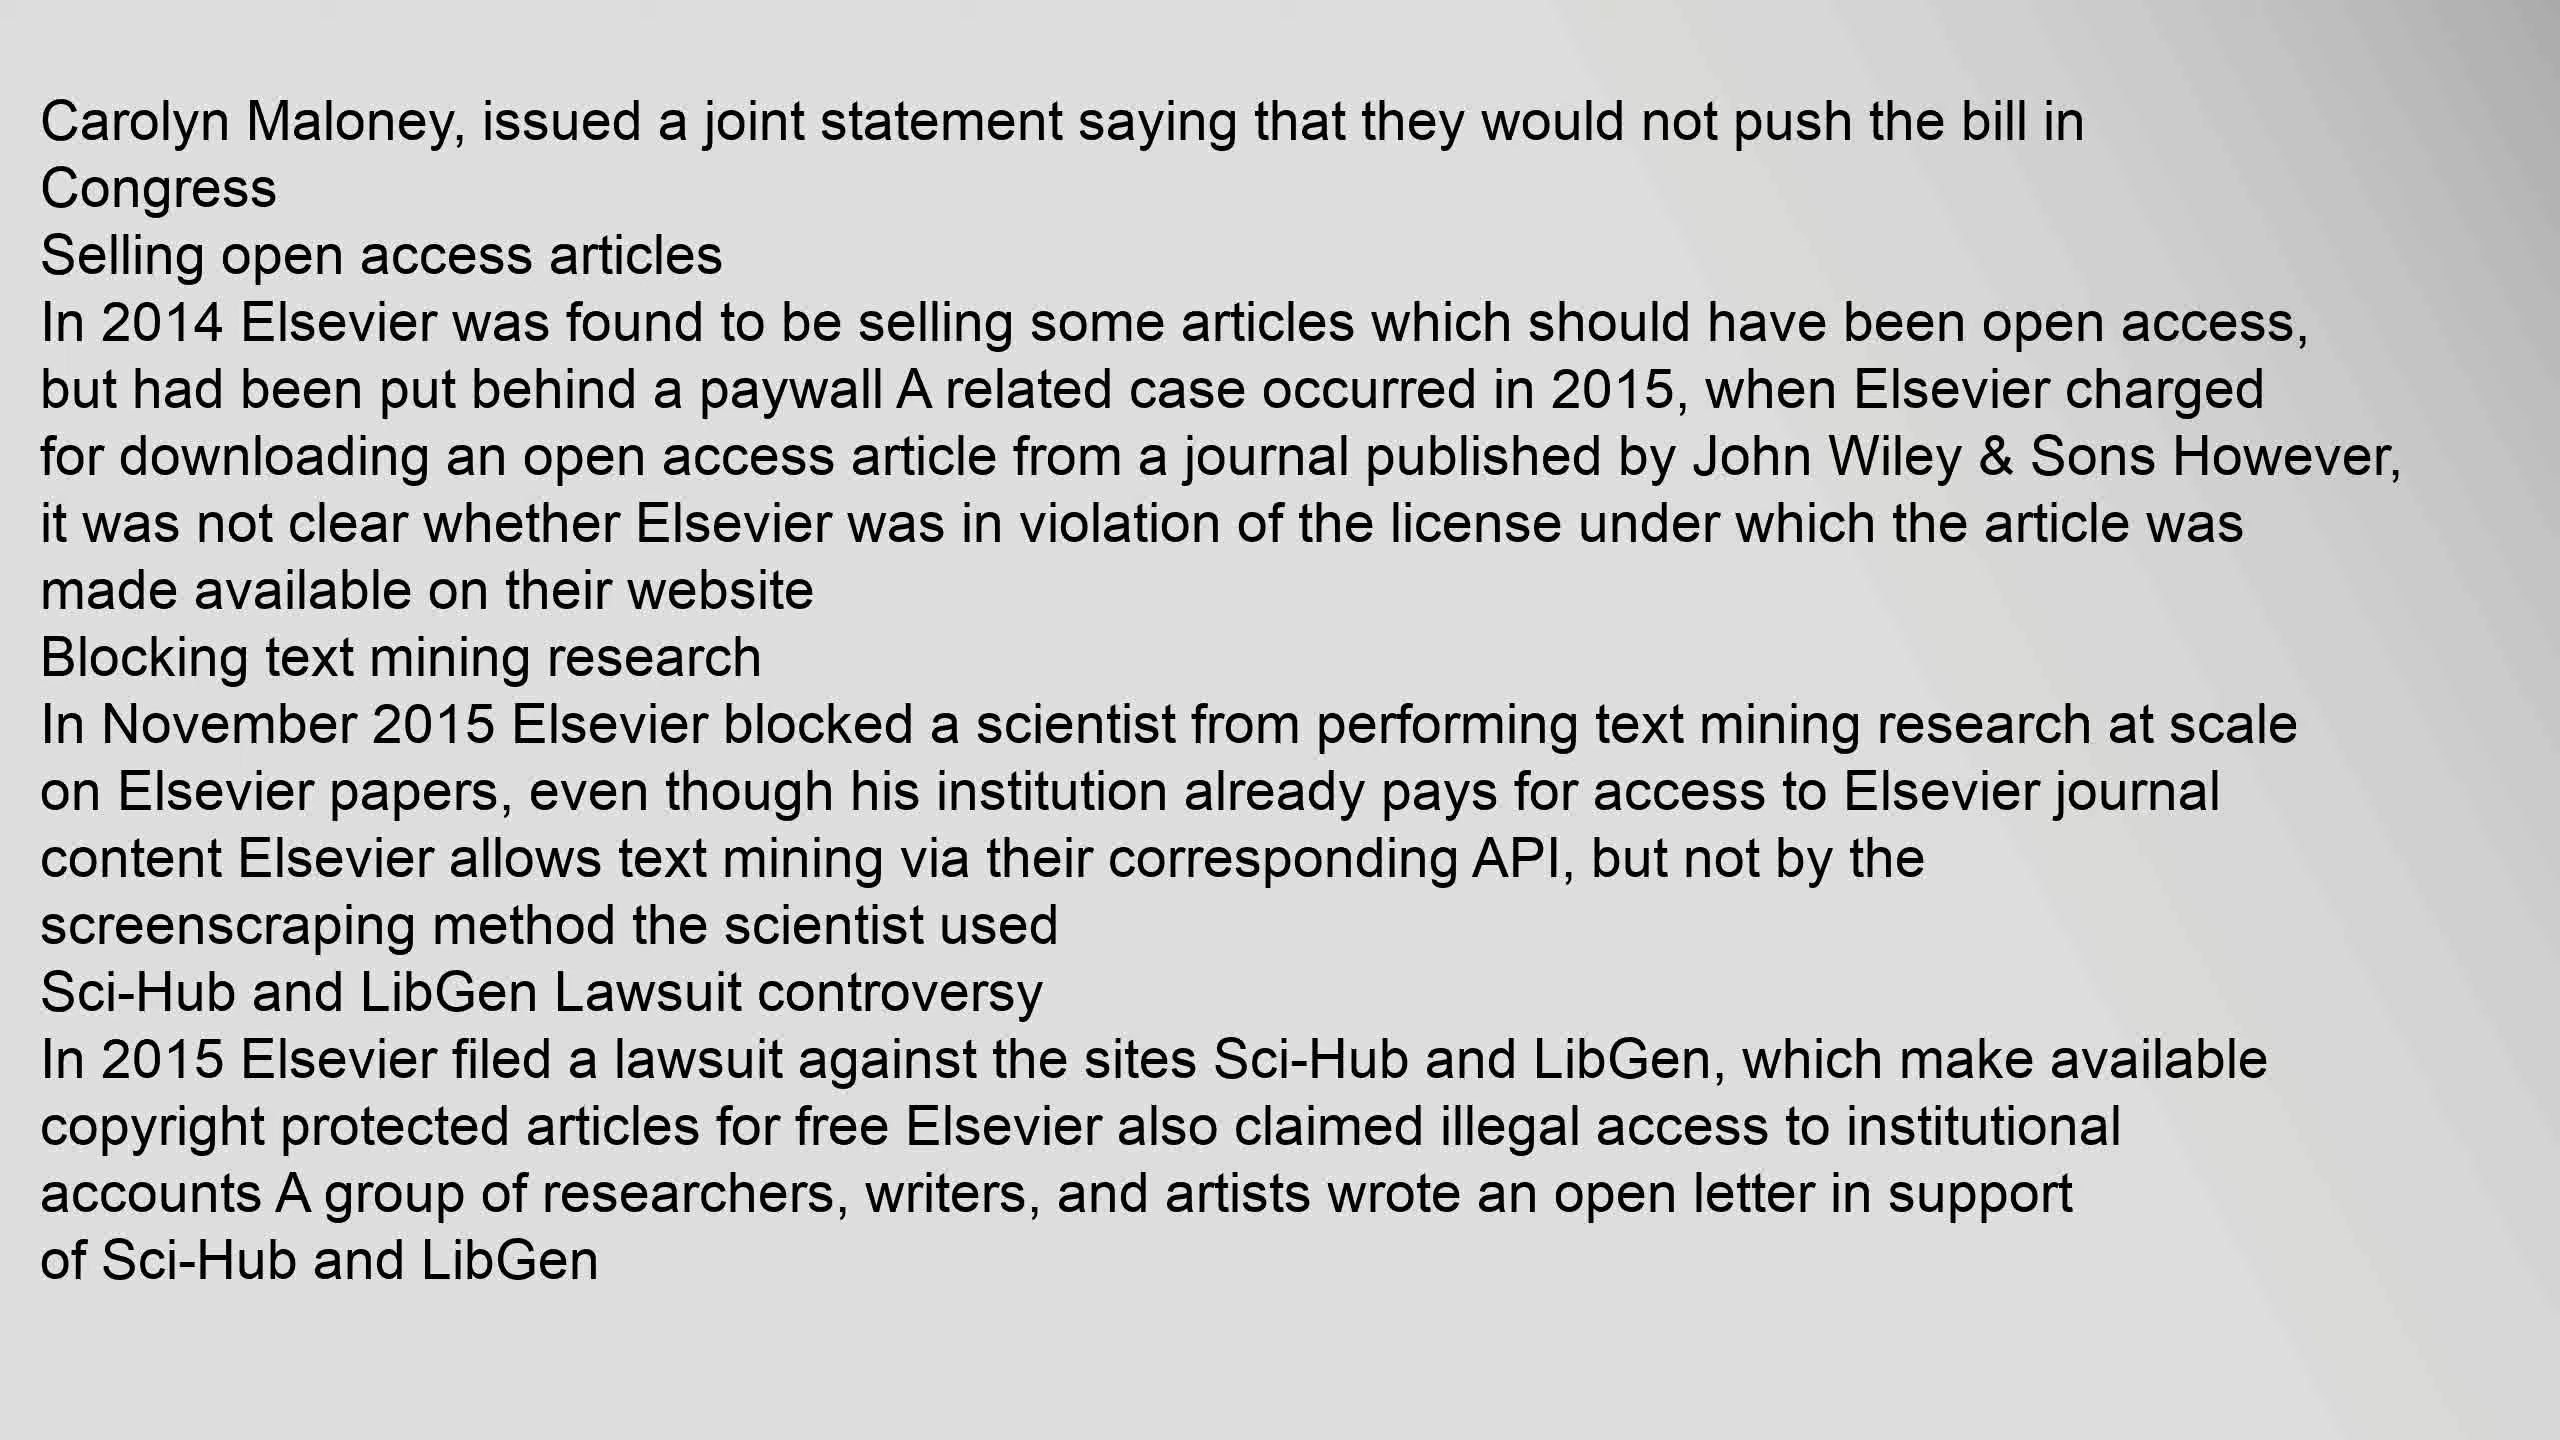 Carolyn Maloney, issued a joint statement saying that they would not push the bill in
Congress
Selling open access articles
In 2014 Elsevier was found to be selling some articles which should have been open access,
but had been put behind a paywall A related case occurred in 2015, when Elsevier charged
for downloading an open access article from a journal published by John Wiley & Sons However,
it was not clear whether Elsevier was in violation of the license under which the article was
made available on their website
Blocking text mining research
In November 2015 Elsevier blocked a scientist from performing text mining research at scale
on Elsevier papers, even though his institution already pays for access to Elsevier journal
content Elsevier allows text mining via their corresponding API, but not by the
screenscraping method the scientist used
Sci-Hub and LibGen Lawsuit controversy
In 2015 Elsevier filed a lawsuit against the sites Sci-Hub and LibGen, which make available
copyright protected articles for free Elsevier also claimed illegal access to institutional
accounts A group of researchers, writers, and artists wrote an open letter in support
of Sci-Hub and LibGen